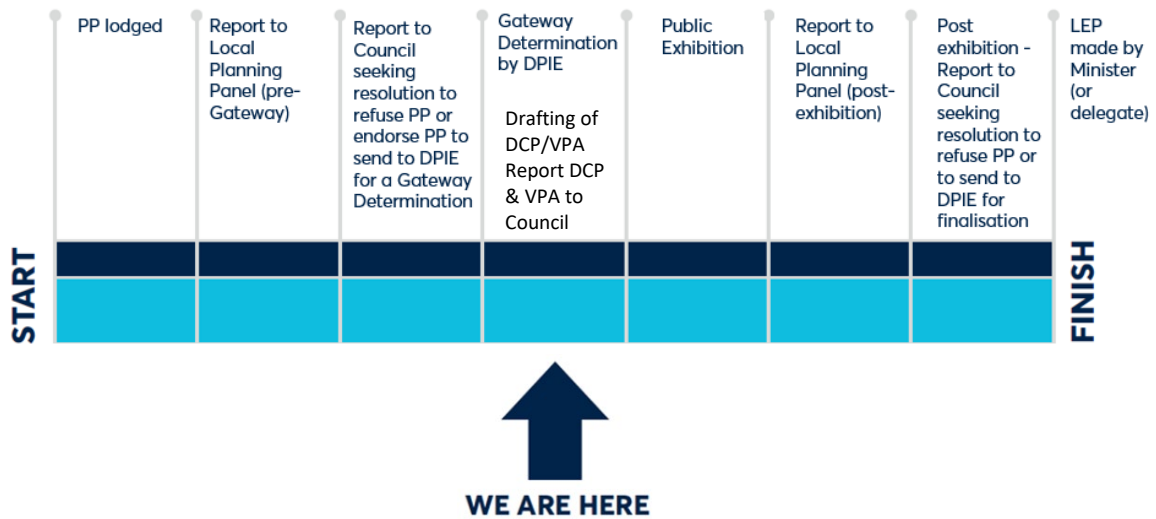 PP lodged
Report to
Local
Planning
Panel (pre-
Gateway)
Report to
Council
seeking
resolution to
refuse PP or
endorse PP to
send to DPIE
for a Gateway
Determination
Gateway
Determination
by DPIE
Drafting of
DCP/VPA
Report DCP
& VPA to
Council
Public
Exhibition
Report to
Local
Planning
Panel (post-
exhibition)
Post
exhibition -
Report to
Council
seeking
resolution to
refuse PP or
to send to
DPIE for
finalisation
LEP
made by
Minister
(or
delegate)
START
FINISH
WE ARE HERE